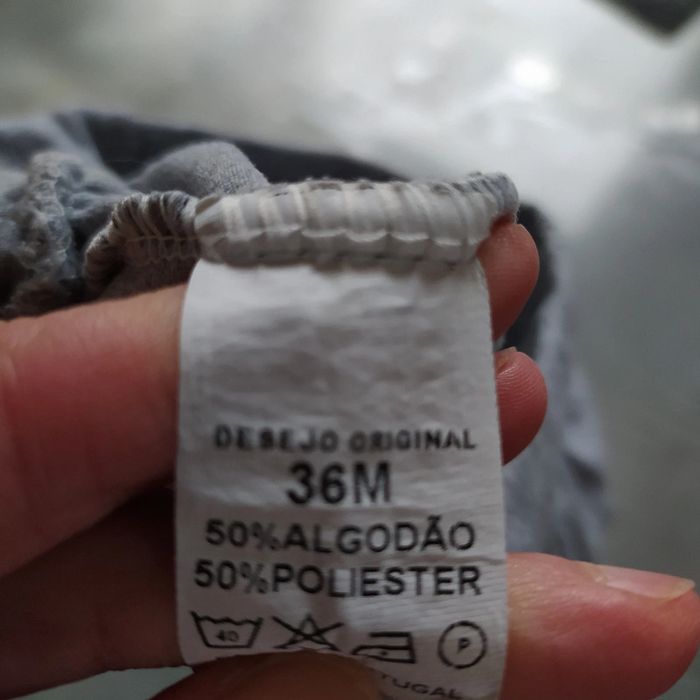 DESEJO ORIGINAL
36M
50%ALGODÃO
50%POLIESTER
40 P